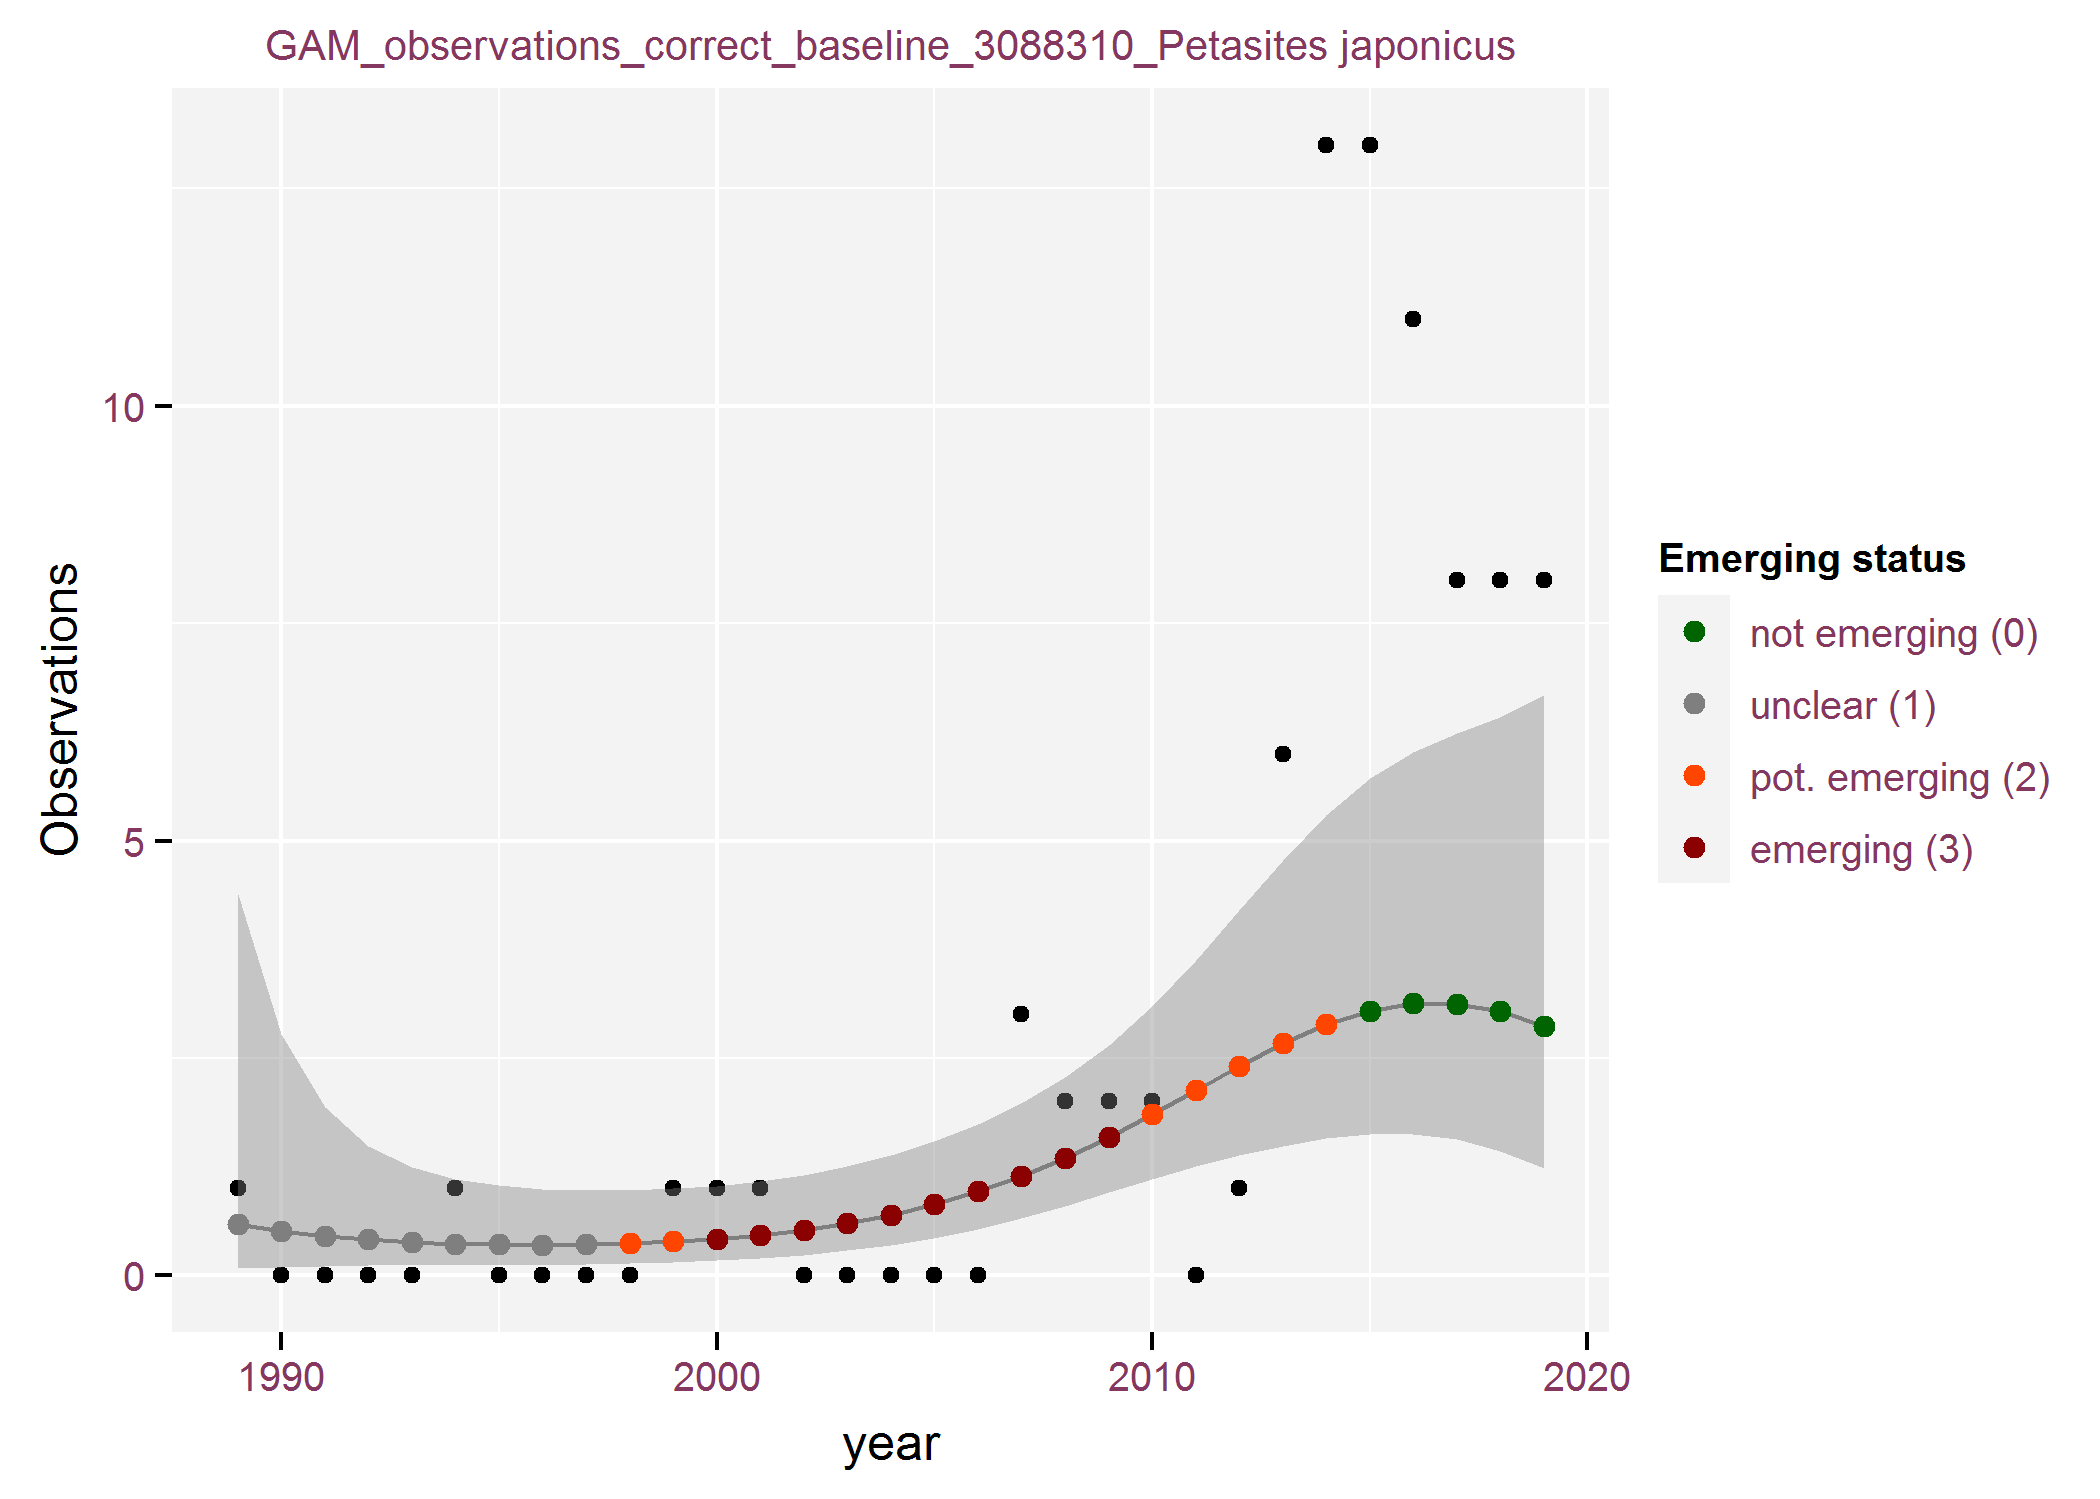 GAM_observations_correct_baseline_3088310_Petasites japonicus
Observations
10
5
0
1990
2000
2010
2020
year
Emerging status
not emerging (0)
unclear (1)
pot. emerging (2)
emerging (3)